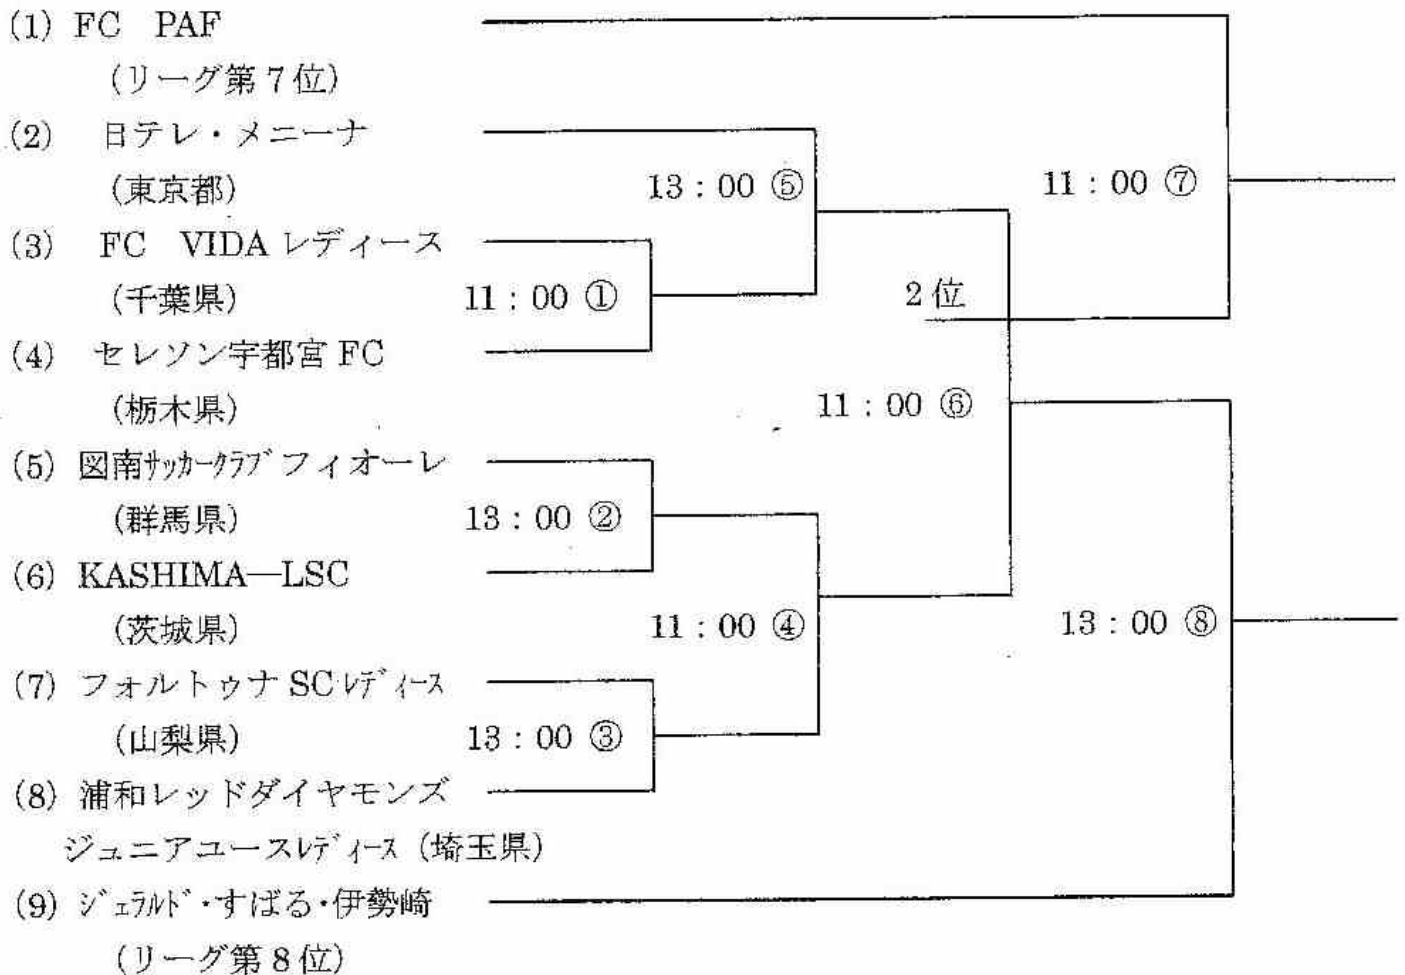 (1) FC PAF
(リーグ第7位)
(2) 日テレ・メニーナ
(東京都)
13：00 ⑤
11：00 ⑦
(3) FC VIDA レディース
(千葉県)
11：00 ①
2位
(4) セレソン宇都宮 FC
(栃木県)
11：00 ⑥
(5) 図南ｻｯｶｰｸﾗﾌﾞフィオーレ
(群馬県)
13：00 ②
(6) KASHIMA―LSC
(茨城県)
11：00 ④
13：00 ⑧
(7) フォルトゥナ SC ﾚﾃﾞｨｰｽ
(山梨県)
13：00 ③
(8) 浦和レッドダイヤモンズ
ジュニアユースﾚﾃﾞｨｰｽ (埼玉県)
(9) ｼﾞｪﾗﾙﾄﾞ・すばる・伊勢崎
(リーグ第8位)